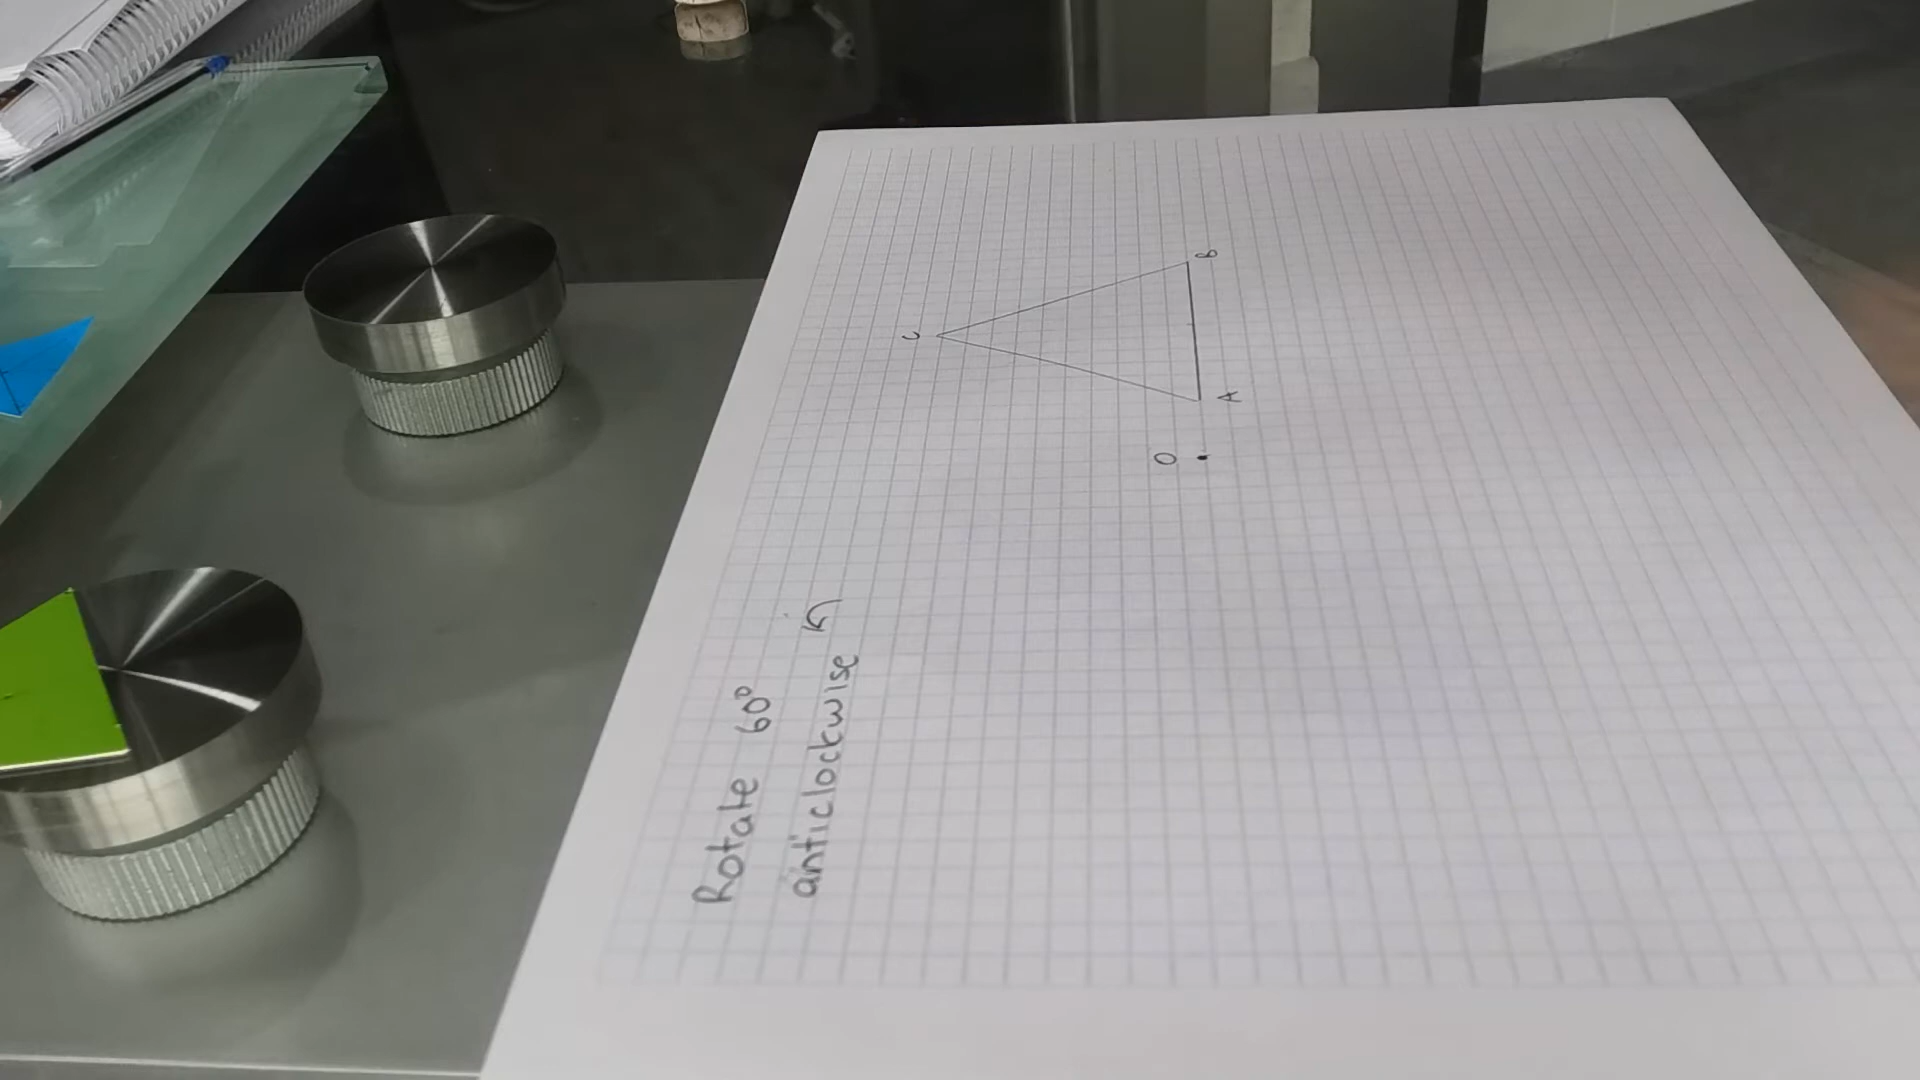 Rotate 60°
anticlockwise ↶
C
B
A
O